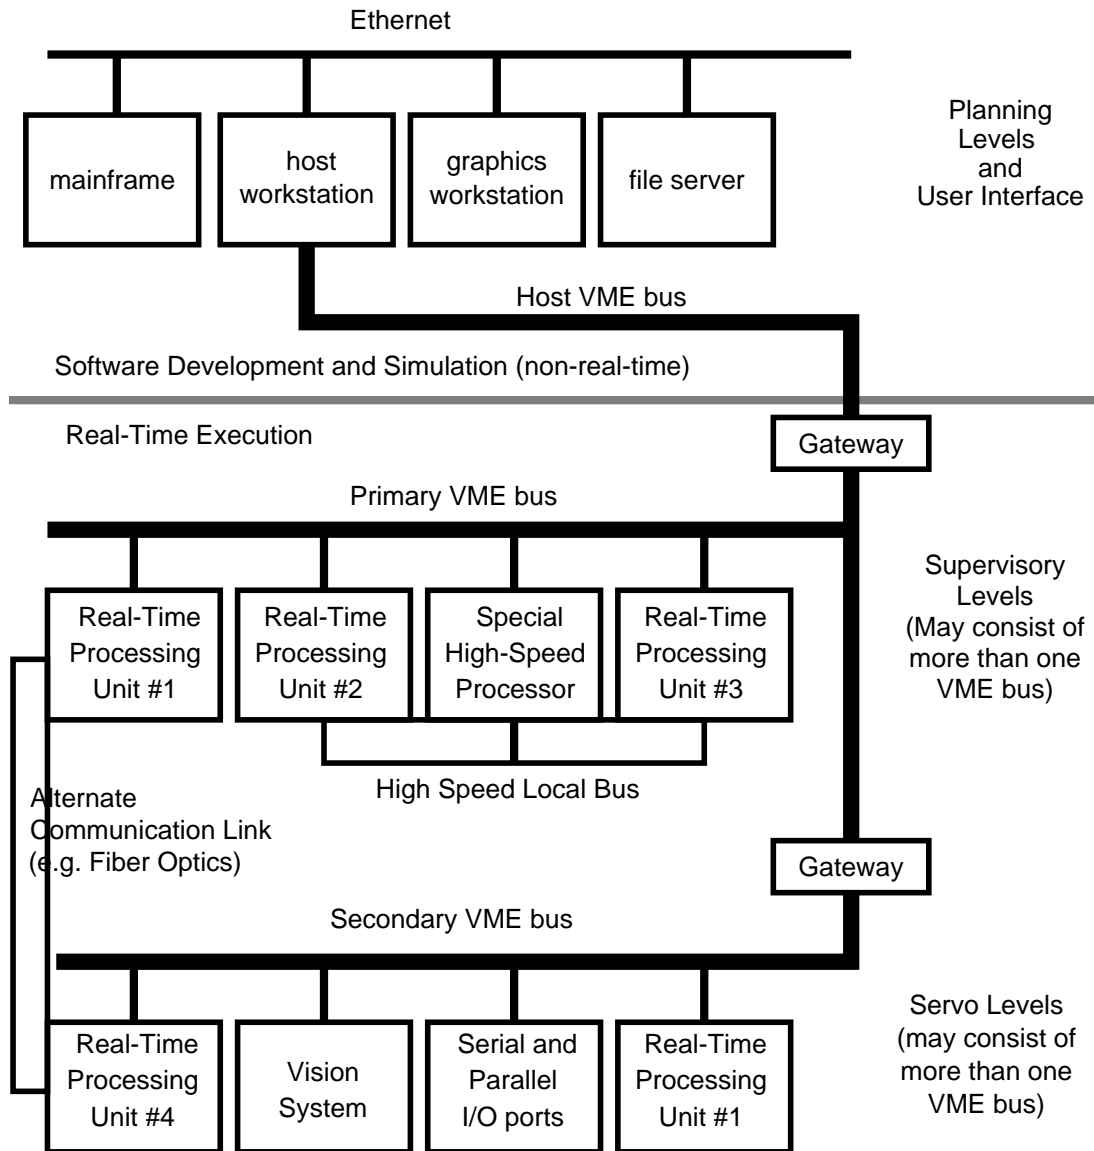 Ethernet
mainframe
host
workstation
graphics
workstation
file server
Planning
Levels
and
User Interface
Host VME bus
Software Development and Simulation (non-real-time)
Real-Time Execution
Gateway
Primary VME bus
Real-Time
Processing
Unit #1
Real-Time
Processing
Unit #2
Special
High-Speed
Processor
Real-Time
Processing
Unit #3
Supervisory
Levels
(May consist of
more than one
VME bus)
High Speed Local Bus
Alternate
Communication Link
(e.g. Fiber Optics)
Gateway
Secondary VME bus
Real-Time
Processing
Unit #4
Vision
System
Serial and
Parallel
I/O ports
Real-Time
Processing
Unit #1
Servo Levels
(may consist of
more than one
VME bus)